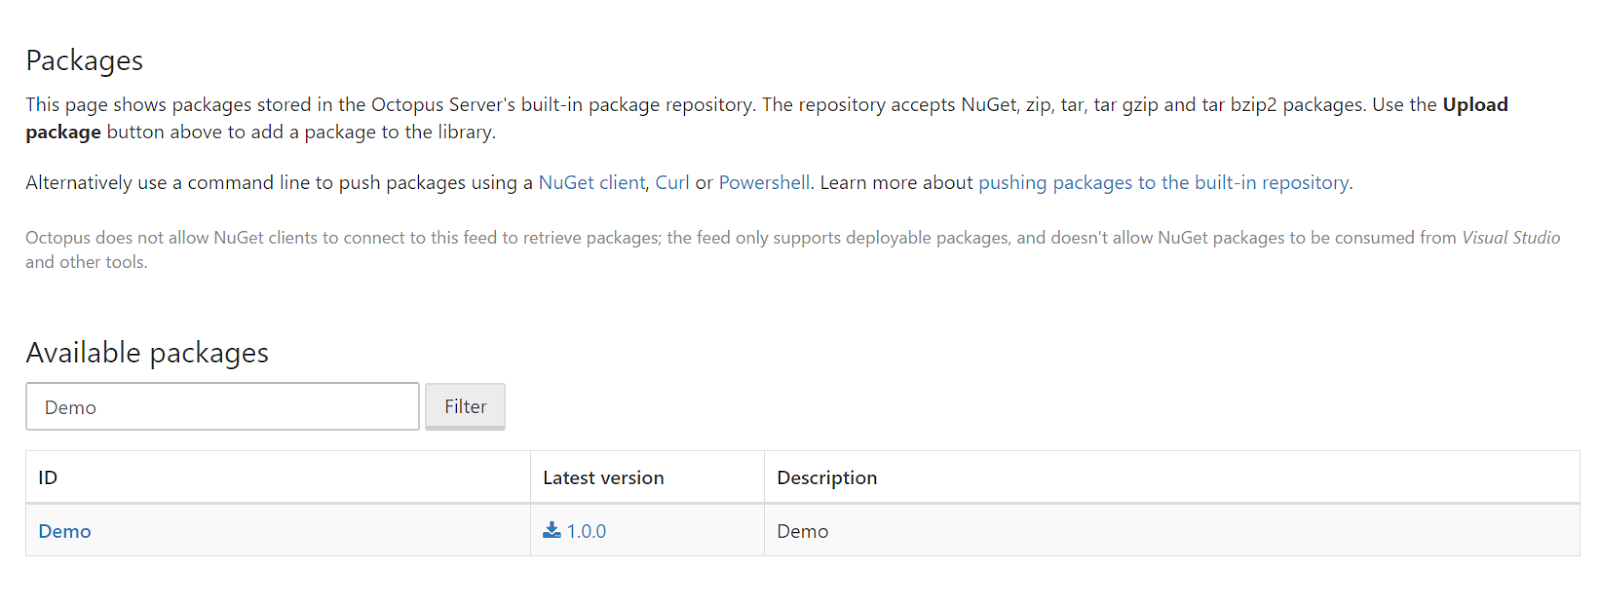 Packages
This page shows packages stored in the Octopus Server's built-in package repository. The repository accepts NuGet, zip, tar, tar gzip and tar bzip2 packages. Use the Upload
package button above to add a package to the library.
Alternatively use a command line to push packages using a NuGet client, Curl or Powershell. Learn more about pushing packages to the built-in repository.
Octopus does not allow NuGet clients to connect to this feed to retrieve packages; the feed only supports deployable packages, and doesn't allow NuGet packages to be consumed from Visual Studio
and other tools.
Available packages
Demo Filter
ID Latest version Description
Demo 1.0.0 Demo